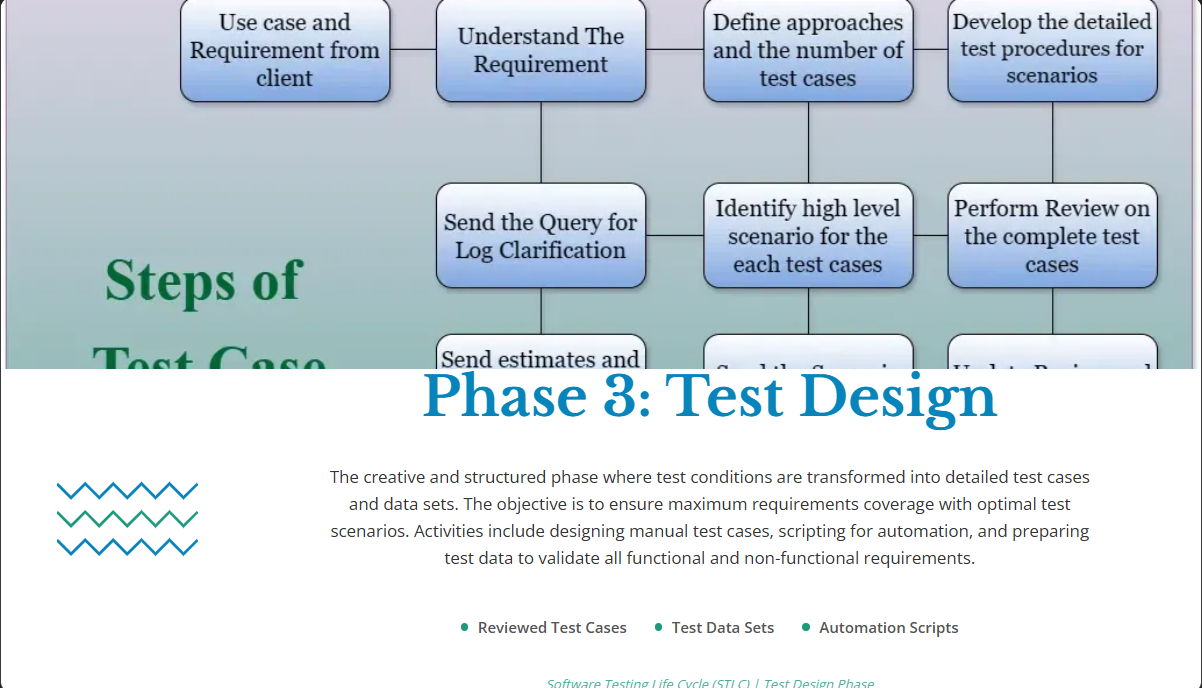 Use case and
Requirement from
client
Understand The
Requirement
Define approaches
and the number of
test cases
Develop the detailed
test procedures for
scenarios
Send the Query for
Log Clarification
Identify high level
scenario for the
each test cases
Perform Review on
the complete test
cases
Steps of
Test Case
Send estimates and
Phase 3: Test Design
The creative and structured phase where test conditions are transformed into detailed test cases
and data sets. The objective is to ensure maximum requirements coverage with optimal test
scenarios. Activities include designing manual test cases, scripting for automation, and preparing
test data to validate all functional and non-functional requirements.
Reviewed Test Cases
Test Data Sets
Automation Scripts
Software Testing Life Cycle (STLC) | Test Design Phase